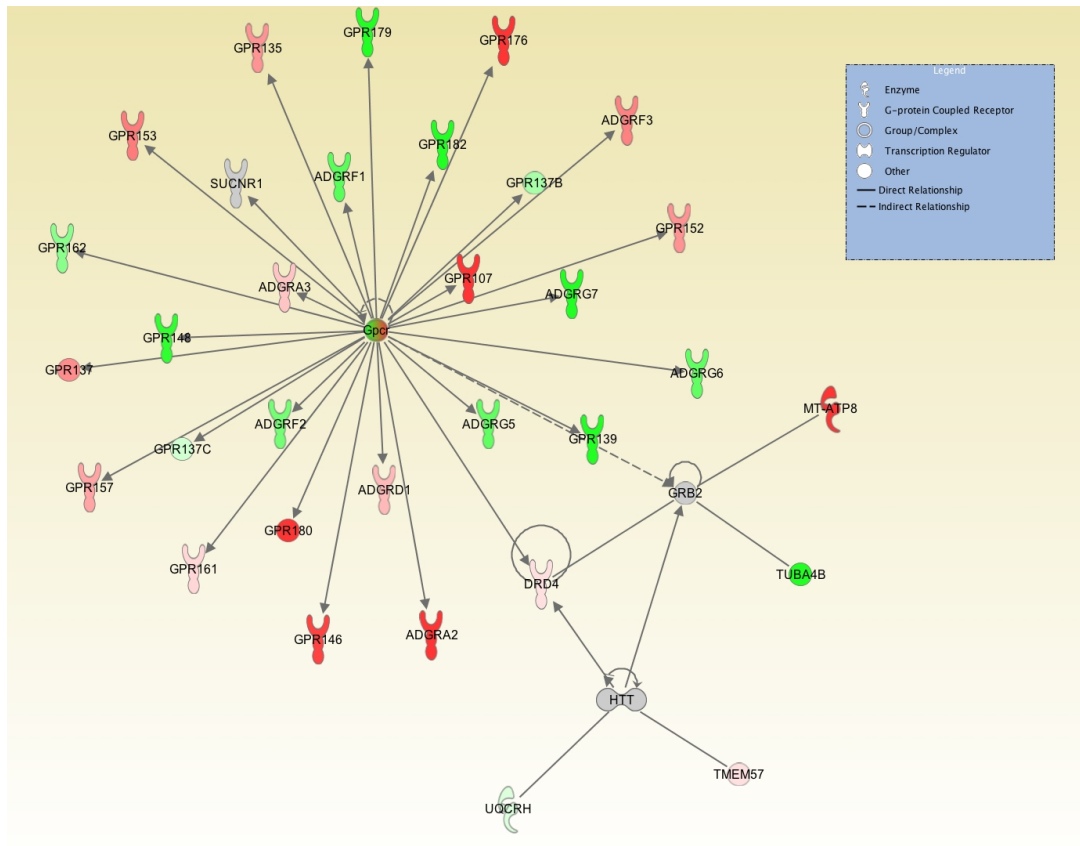 GPR179
GPR135
GPR176
Legend
Enzyme
G-protein Coupled Receptor
Group/Complex
Transcription Regulator
Other
Direct Relationship
Indirect Relationship
GPR153
ADGRF3
GPR182
SUCNR1
ADGRF1
GPR137B
GPR162
GPR152
ADGRA3
GPR107
ADGRG7
Gpcr
GPR148
GPR137
ADGRG6
MT-ATP8
ADGRF2
ADGRG5
GPR139
GPR137C
GPR157
ADGRD1
GRB2
GPR180
GPR161
DRD4
TUBA4B
GPR146
ADGRA2
HTT
TMEM57
UQCRH